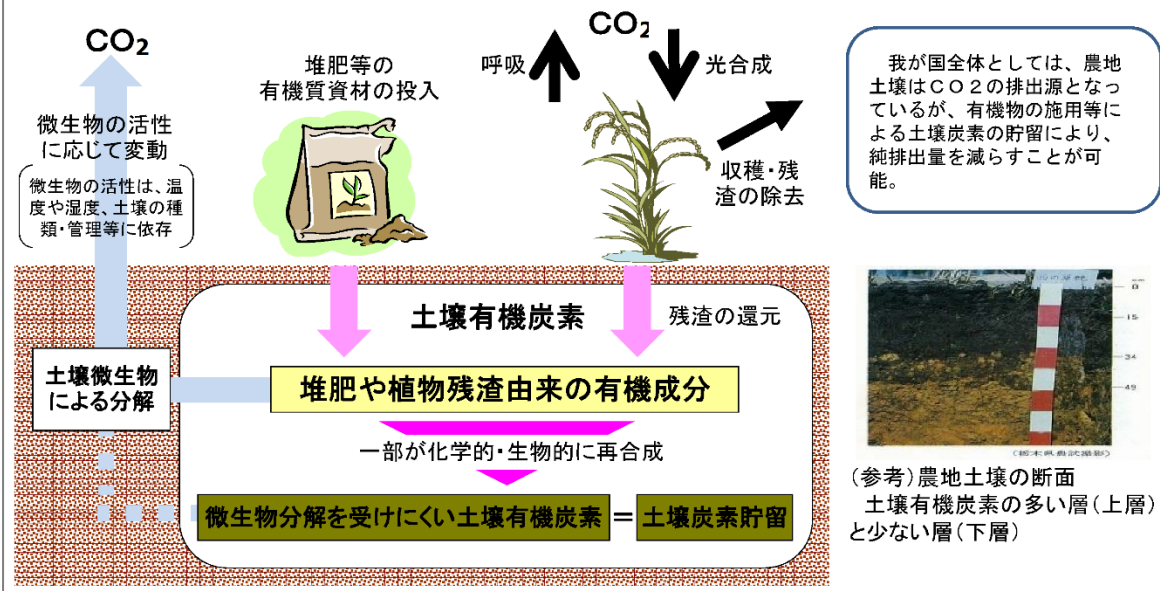 CO2
微生物の活性
に応じて変動
微生物の活性は、温
度や湿度、土壌の種
類・管理等に依存
堆肥等の
有機質資材の投入
CO2
呼吸
光合成
収穫・残
渣の除去
我が国全体としては、農地
土壌はCO2の排出源となっ
ているが、有機物の施用等
による土壌炭素の貯留により、
純排出量を減らすことが可
能。
土壌有機炭素
残渣の還元
土壌微生物
による分解
堆肥や植物残渣由来の有機成分
一部が化学的・生物的に再合成
微生物分解を受けにくい土壌有機炭素 = 土壌炭素貯留
0
15
34
49
(栃木県農試撮影)
(参考)農地土壌の断面
土壌有機炭素の多い層(上層)
と少ない層(下層)